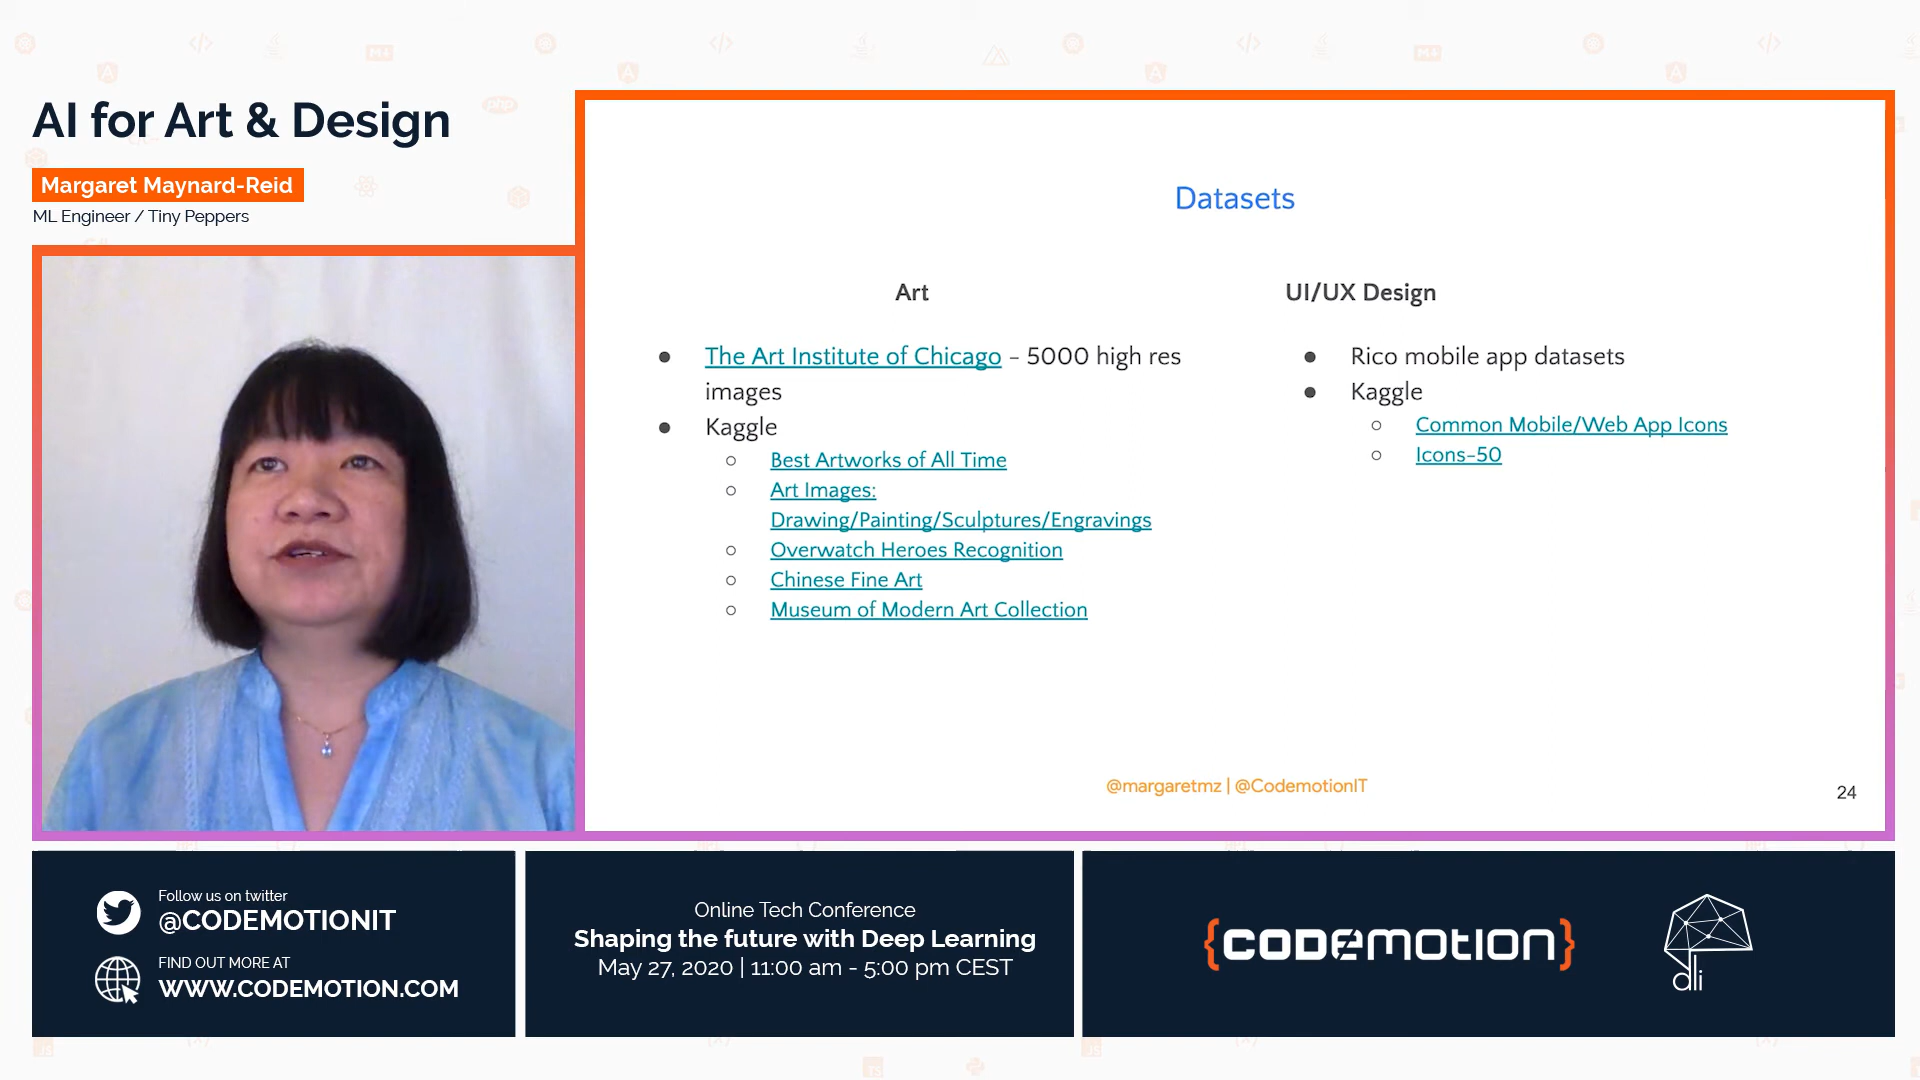 AI for Art & Design
Margaret Maynard-Reid
ML Engineer / Tiny Peppers
Datasets
Art
The Art Institute of Chicago - 5000 high res
images
Kaggle
Best Artworks of All Time
Art Images:
Drawing/Painting/Sculptures/Engravings
Overwatch Heroes Recognition
Chinese Fine Art
Museum of Modern Art Collection
UI/UX Design
Rico mobile app datasets
Kaggle
Common Mobile/Web App Icons
Icons-50
@margaretmz | @CodemotionIT
24
Follow us on twitter
@CODEMOTIONIT
FIND OUT MORE AT
WWW.CODEMOTION.COM
Online Tech Conference
Shaping the future with Deep Learning
May 27, 2020 | 11:00 am - 5:00 pm CEST
{CODEMOTION}
dli